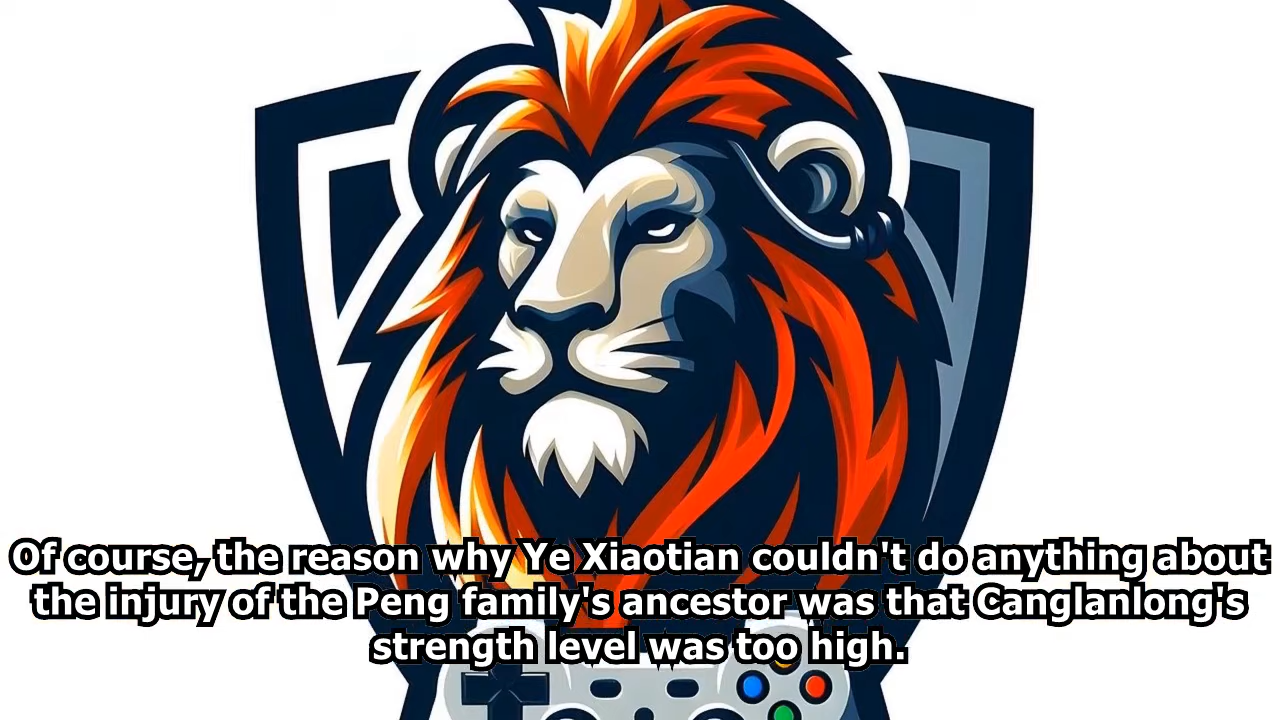 Of course, the reason why Ye Xiaotian couldn't do anything about
the injury of the Peng family's ancestor was that Canglanlong's
strength level was too high.